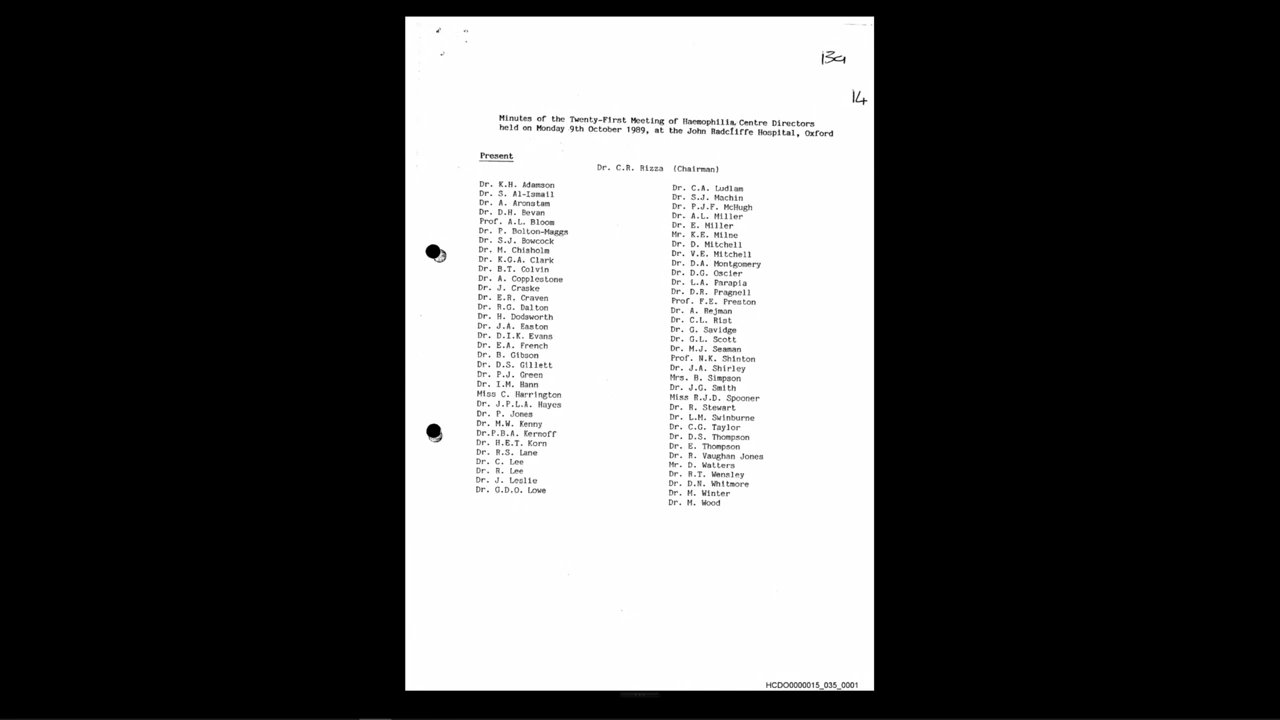 13a
14
Minutes of the Twenty-First Meeting of Haemophilia Centre Directors
held on Monday 9th October 1989, at the John Radcliffe Hospital, Oxford
Present
Dr. C.R. Rizza (Chairman)
Dr. K.H. Adamson
Dr. S. Al-Ismail
Dr. A. Aronstam
Dr. D.H. Bevan
Prof. A.L. Bloom
Dr. P. Bolton-Maggs
Dr. S.J. Bowcock
Dr. M. Chisholm
Dr. K.G.A. Clark
Dr. B.T. Colvin
Dr. A. Copplestone
Dr. J. Craske
Dr. E.R. Craven
Dr. R.G. Dalton
Dr. H. Dodsworth
Dr. J.A. Easton
Dr. D.I.K. Evans
Dr. E.A. French
Dr. B. Gibson
Dr. D.S. Gillett
Dr. P.J. Green
Dr. I.M. Hann
Miss C. Harrington
Dr. J.P.L.A. Hayes
Dr. P. Jones
Dr. M.W. Kenny
Dr.P.B.A. Kernoff
Dr. H.E.T. Korn
Dr. R.S. Lane
Dr. C. Lee
Dr. R. Lee
Dr. J. Leslie
Dr. G.D.O. Lowe
Dr. C.A. Ludlam
Dr. S.J. Machin
Dr. P.J.F. McHugh
Dr. A.L. Miller
Dr. E. Miller
Mr. K.E. Milne
Dr. D. Mitchell
Dr. V.E. Mitchell
Dr. D.A. Montgomery
Dr. D.G. Oscier
Dr. L.A. Parapia
Dr. D.R. Pragnell
Prof. F.E. Preston
Dr. A. Rejman
Dr. C.L. Rist
Dr. G. Savidge
Dr. G.L. Scott
Dr. M.J. Seaman
Prof. N.K. Shinton
Dr. J.A. Shirley
Mrs. B. Simpson
Dr. J.G. Smith
Miss R.J.D. Spooner
Dr. R. Stewart
Dr. L.M. Swinburne
Dr. C.G. Taylor
Dr. D.S. Thompson
Dr. E. Thompson
Dr. R. Vaughan Jones
Mr. D. Watters
Dr. R.T. Wensley
Dr. D.N. Whitmore
Dr. M. Winter
Dr. M. Wood
HCDO0000015_035_0001